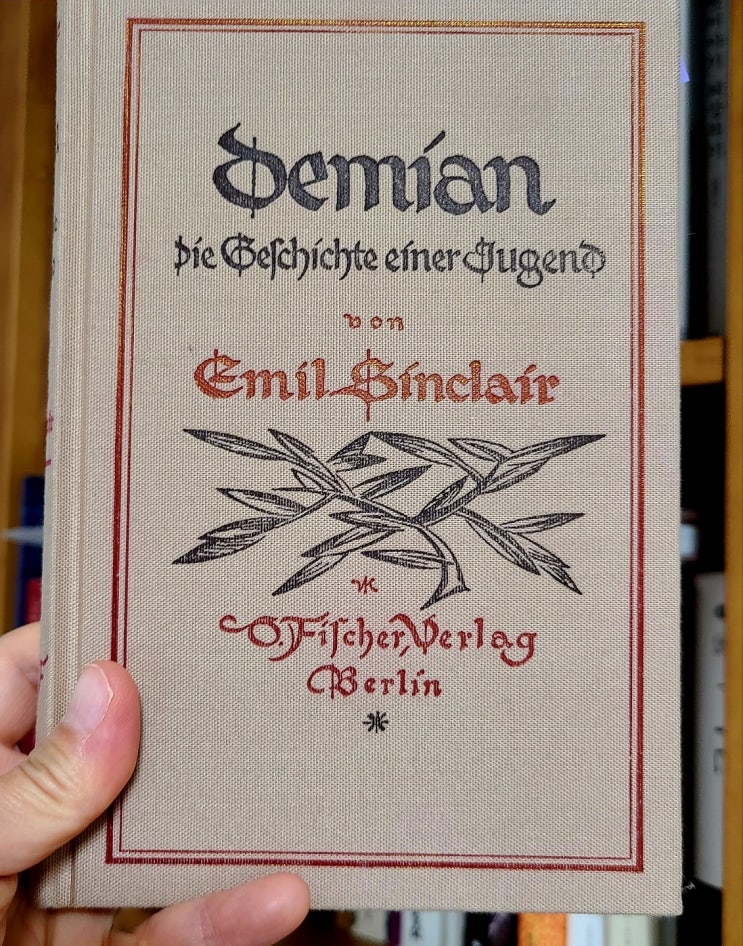 Demian
Die Geſchichte einer Jugend
von
Emil Sinclair
S. Fiſcher, Verlag
Berlin